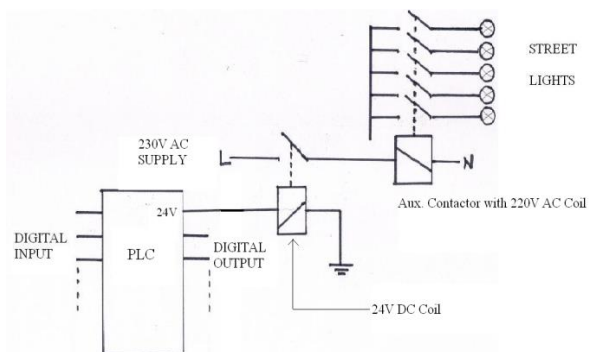 STREET
LIGHTS
230V AC
SUPPLY
L
N
Aux. Contactor with 220V AC Coil
24V
DIGITAL
INPUT
PLC
DIGITAL
OUTPUT
24V DC Coil